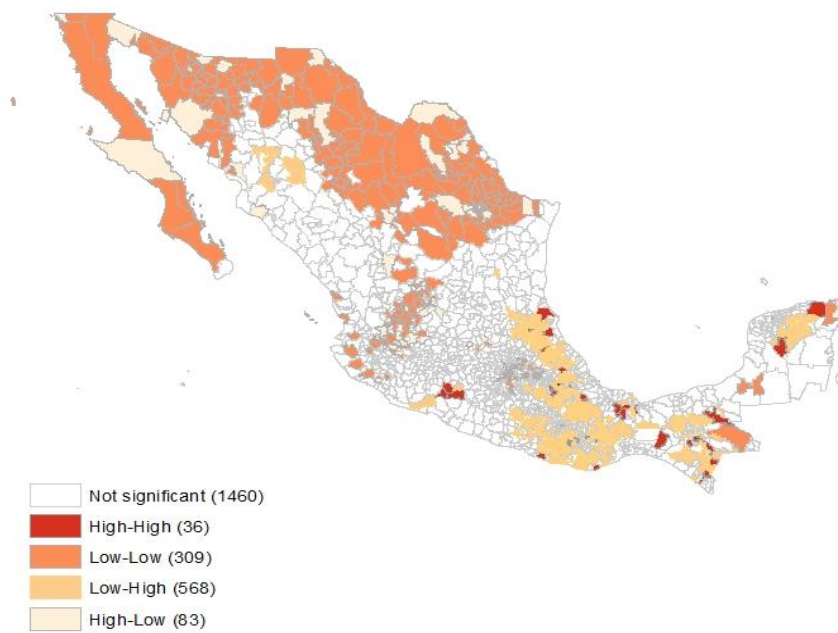 Not significant (1460)
High-High (36)
Low-Low (309)
Low-High (568)
High-Low (83)